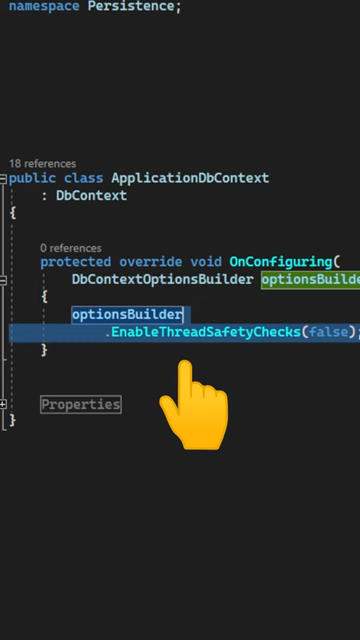 namespace Persistence;
18 references
public class ApplicationDbContext
: DbContext
{
0 references
protected override void OnConfiguring(
DbContextOptionsBuilder optionsBuilde
{
optionsBuilder
.EnableThreadSafetyChecks(false);
}
Properties
}